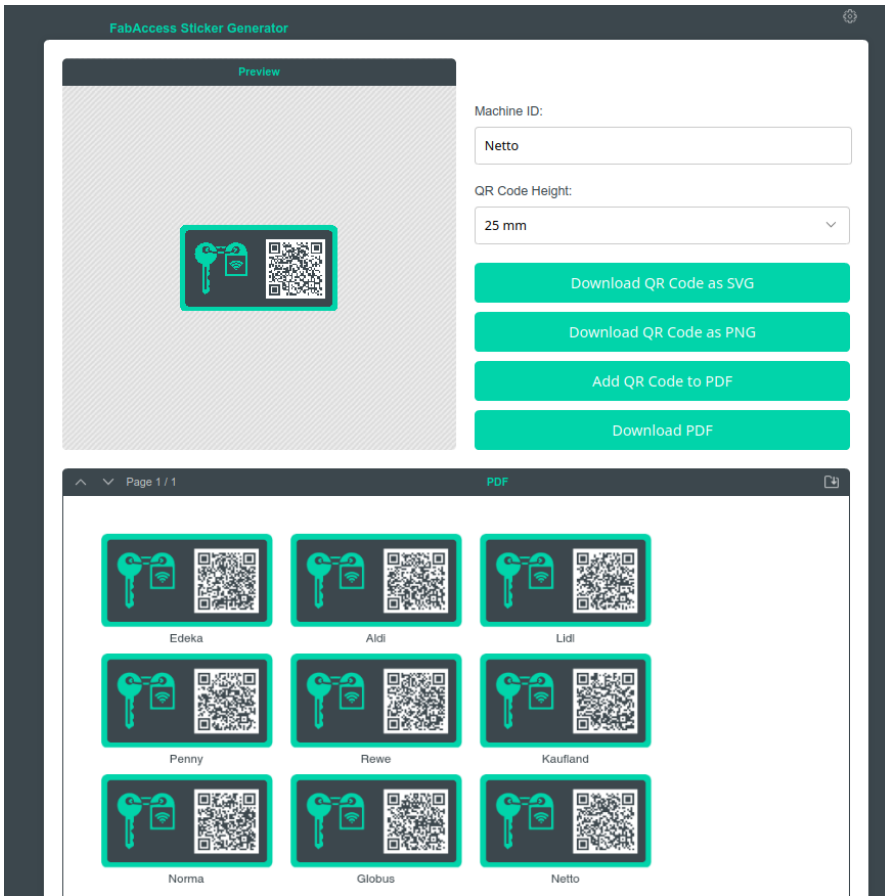 FabAccess Sticker Generator
Preview
Machine ID:
Netto
QR Code Height:
25 mm
Download QR Code as SVG
Download QR Code as PNG
Add QR Code to PDF
Download PDF
Page 1 / 1
PDF
Edeka
Aldi
Lidl
Penny
Rewe
Kaufland
Norma
Globus
Netto